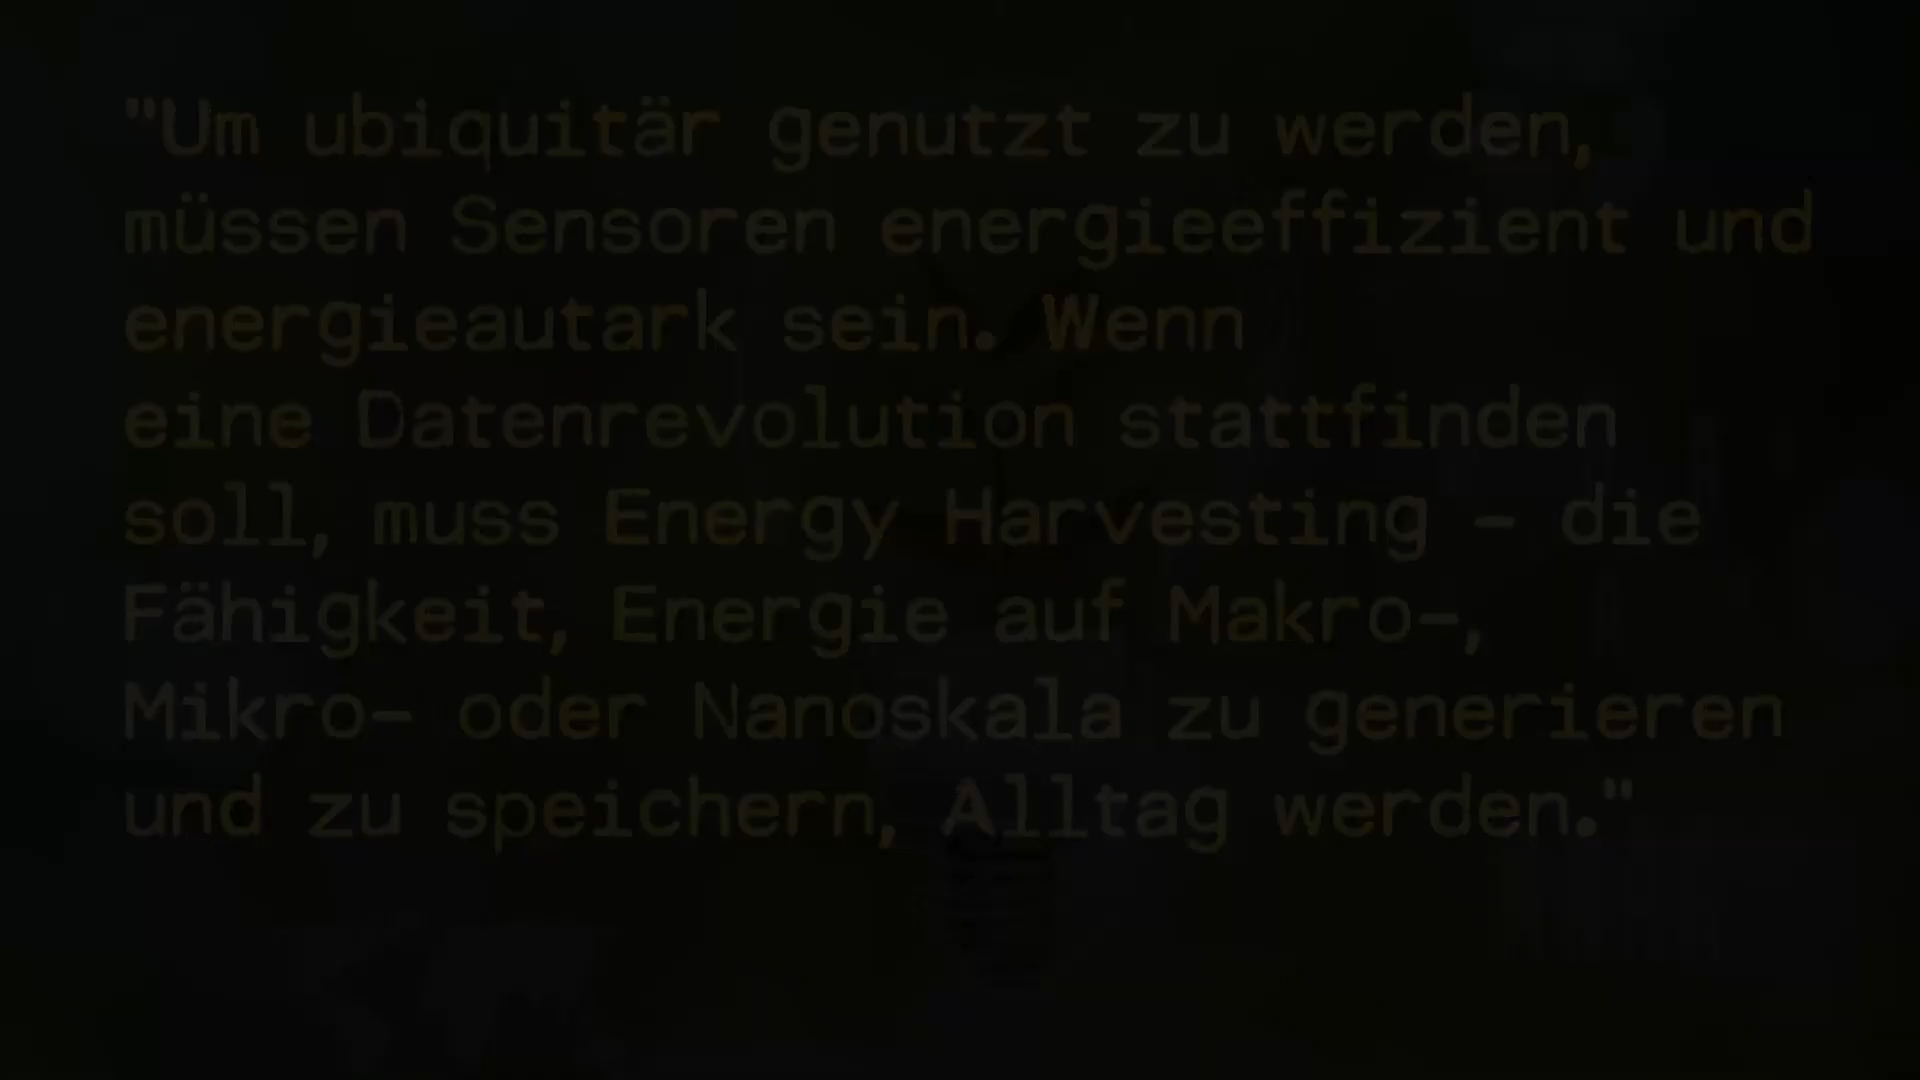 "Um ubiquitär genutzt zu werden,
müssen Sensoren energieeffizient und
energieautark sein. Wenn
eine Datenrevolution stattfinden
soll, muss Energy Harvesting – die
Fähigkeit, Energie auf Makro–,
Mikro– oder Nanoskala zu generieren
und zu speichern, Alltag werden."